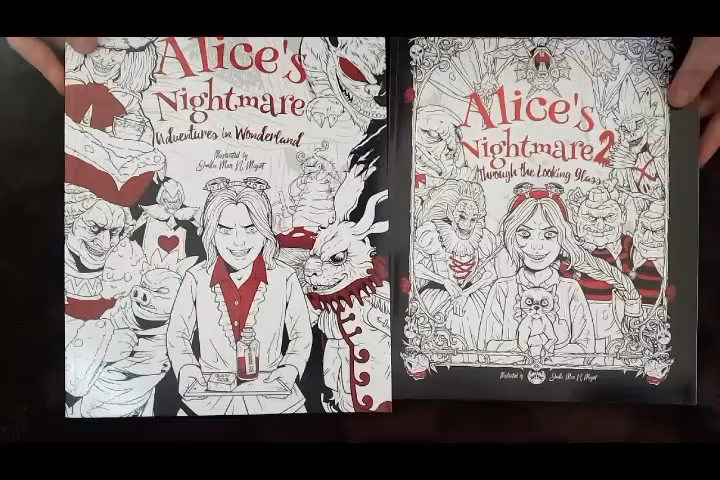 Alice's
Nightmare
Adventures in Wonderland
Illustrated by
Alice's
Nightmare 2
Through the Looking Glass
Illustrated by